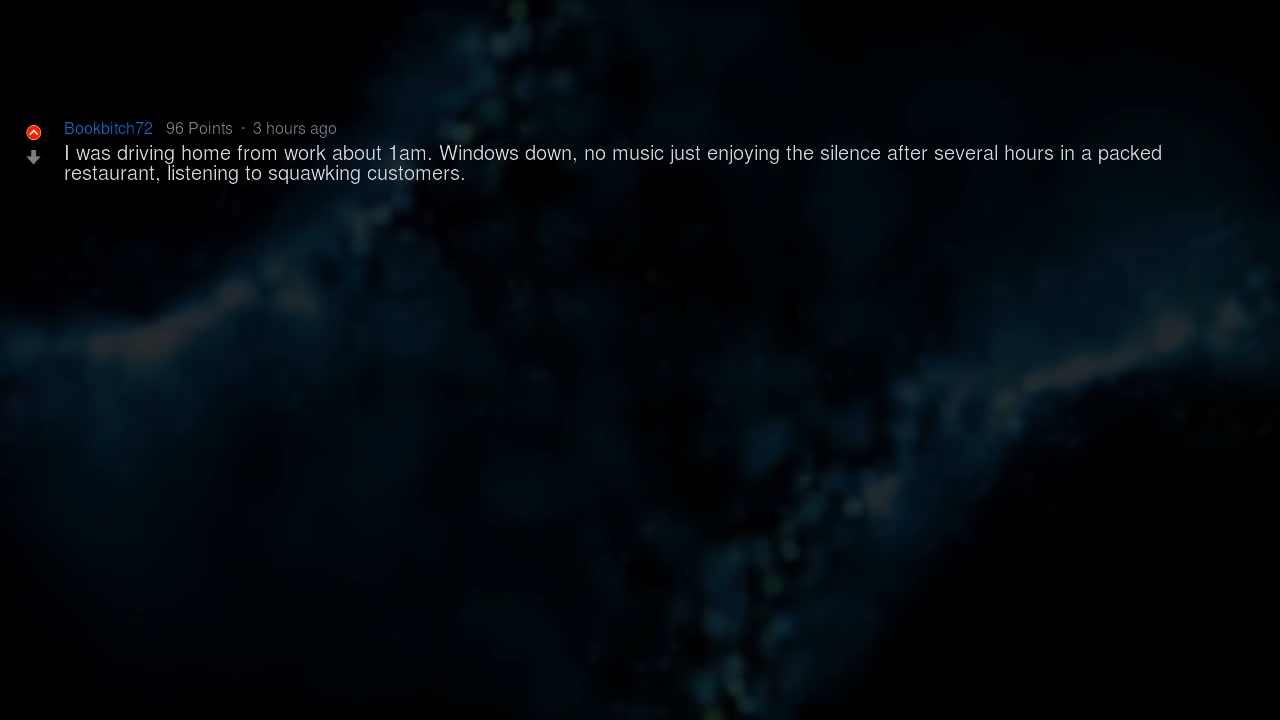 Bookbitch72 96 Points · 3 hours ago
I was driving home from work about 1am. Windows down, no music just enjoying the silence after several hours in a packed
restaurant, listening to squawking customers.